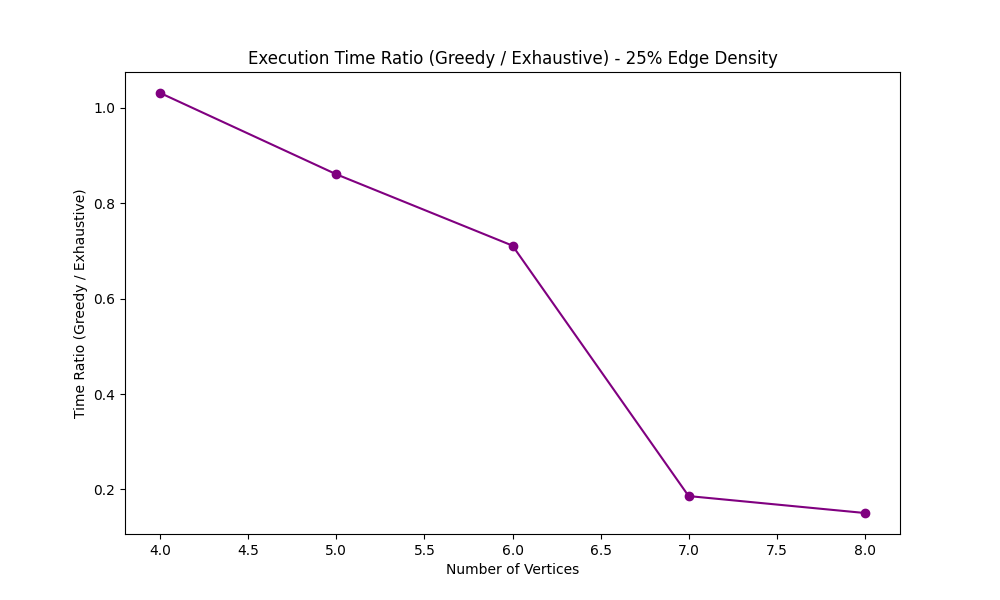 Execution Time Ratio (Greedy / Exhaustive) - 25% Edge Density
Time Ratio (Greedy / Exhaustive)
1.0
0.8
0.6
0.4
0.2
4.0 4.5 5.0 5.5 6.0 6.5 7.0 7.5 8.0
Number of Vertices